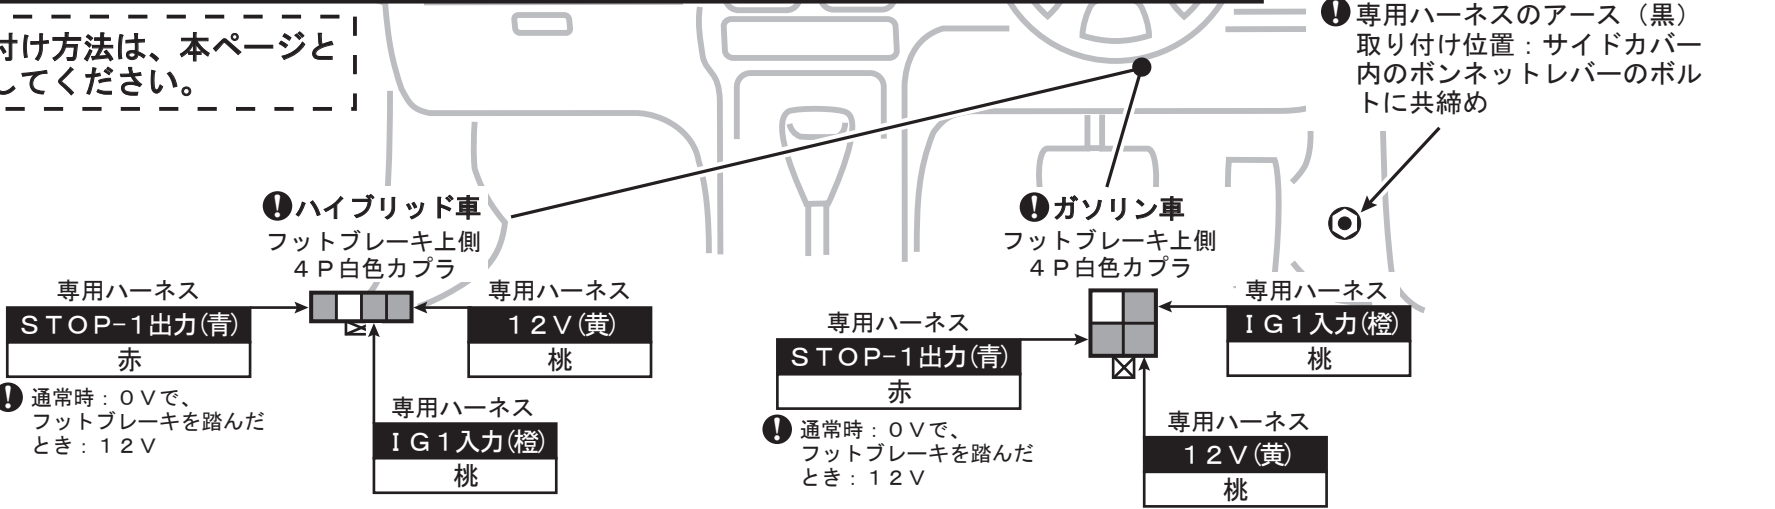 付け方法は、本ページと
してください。
専用ハーネスのアース（黒）
取り付け位置：サイドカバー
内のボンネットレバーのボル
トに共締め
ハイブリッド車
フットブレーキ上側
４Ｐ白色カプラ
専用ハーネス
ＳＴＯＰ−１出力(青)
赤
通常時：０Ｖで、
フットブレーキを踏んだ
とき：１２Ｖ
専用ハーネス
１２Ｖ(黄)
桃
専用ハーネス
ＩＧ１入力(橙)
桃
ガソリン車
フットブレーキ上側
４Ｐ白色カプラ
専用ハーネス
ＳＴＯＰ−１出力(青)
赤
通常時：０Ｖで、
フットブレーキを踏んだ
とき：１２Ｖ
専用ハーネス
ＩＧ１入力(橙)
桃
専用ハーネス
１２Ｖ(黄)
桃